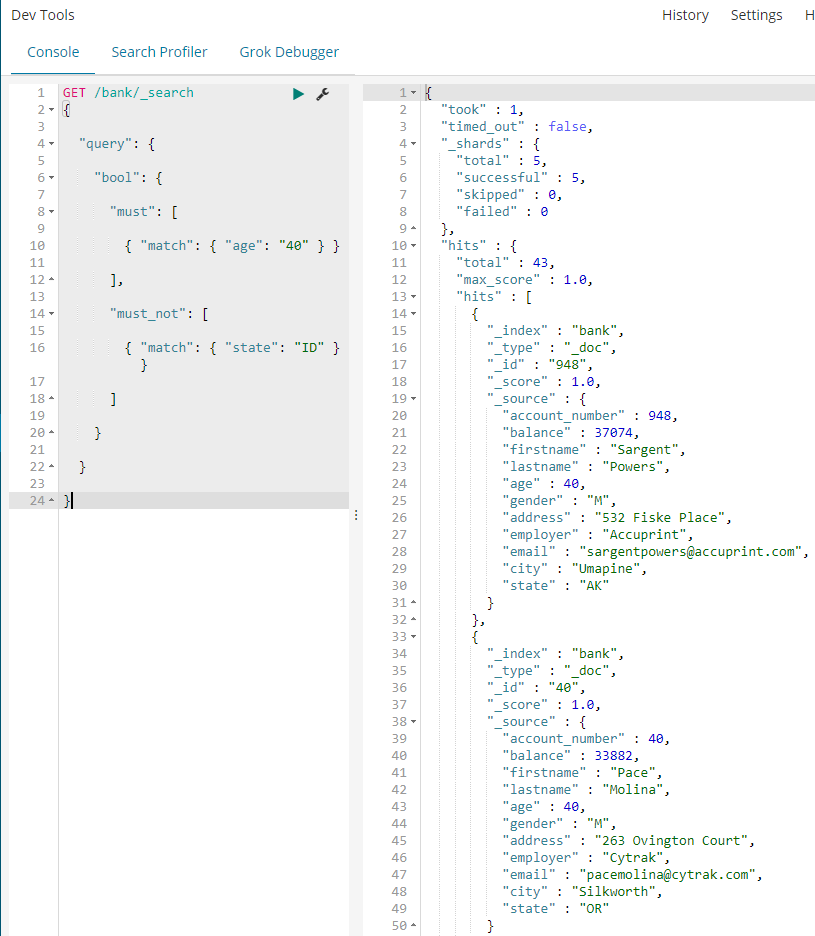 Dev Tools
History Settings H
Console Search Profiler Grok Debugger
1 GET /bank/_search
2 {
3
4 "query": {
5
6 "bool": {
7
8 "must": [
9
10 { "match": { "age": "40" } }
11
12 ],
13
14 "must_not": [
15
16 { "match": { "state": "ID" }
}
17
18 ]
19
20 }
21
22 }
23
24 }
1 {
2 "took" : 1,
3 "timed_out" : false,
4 "_shards" : {
5 "total" : 5,
6 "successful" : 5,
7 "skipped" : 0,
8 "failed" : 0
9 },
10 "hits" : {
11 "total" : 43,
12 "max_score" : 1.0,
13 "hits" : [
14 {
15 "_index" : "bank",
16 "_type" : "_doc",
17 "_id" : "948",
18 "_score" : 1.0,
19 "_source" : {
20 "account_number" : 948,
21 "balance" : 37074,
22 "firstname" : "Sargent",
23 "lastname" : "Powers",
24 "age" : 40,
25 "gender" : "M",
26 "address" : "532 Fiske Place",
27 "employer" : "Accuprint",
28 "email" : "sargentpowers@accuprint.com",
29 "city" : "Umapine",
30 "state" : "AK"
31 }
32 },
33 {
34 "_index" : "bank",
35 "_type" : "_doc",
36 "_id" : "40",
37 "_score" : 1.0,
38 "_source" : {
39 "account_number" : 40,
40 "balance" : 33882,
41 "firstname" : "Pace",
42 "lastname" : "Molina",
43 "age" : 40,
44 "gender" : "M",
45 "address" : "263 Ovington Court",
46 "employer" : "Cytrak",
47 "email" : "pacemolina@cytrak.com",
48 "city" : "Silkworth",
49 "state" : "OR"
50 }